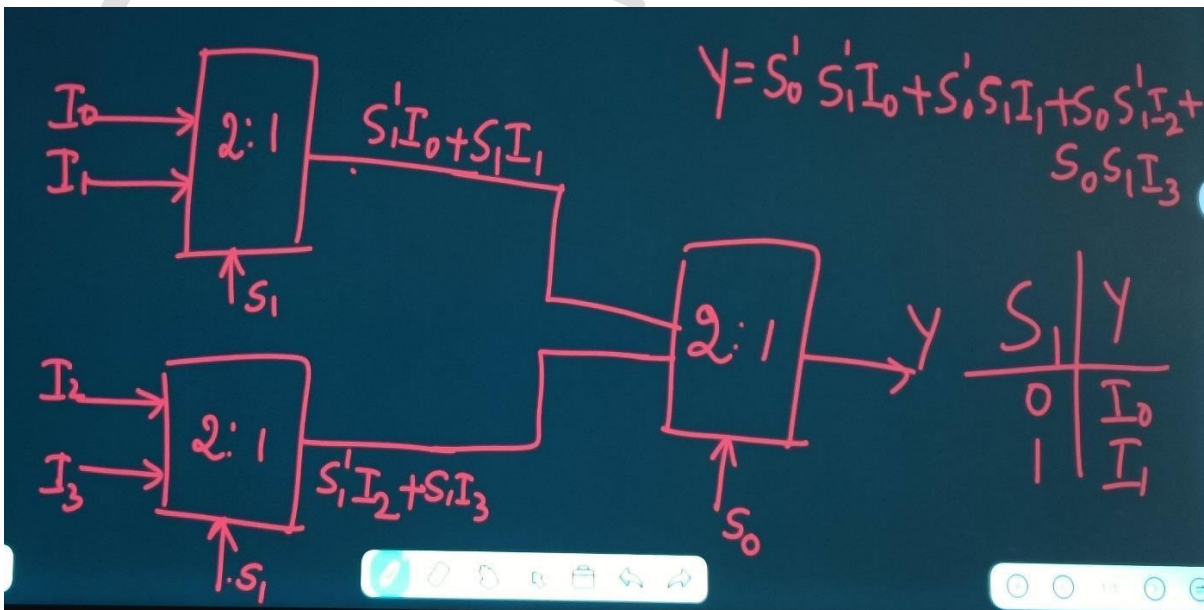 I₀
I₁
2:1
S₁
S₁'I₀+S₁I₁
Y=S₀'S₁'I₀+S₀'S₁I₁+S₀S₁'I₂+
S₀S₁I₃
I₂
I₃
2:1
.S₁
S₁'I₂+S₁I₃
2:1
S₀
Y
S₁ Y
0 I₀
1 I₁